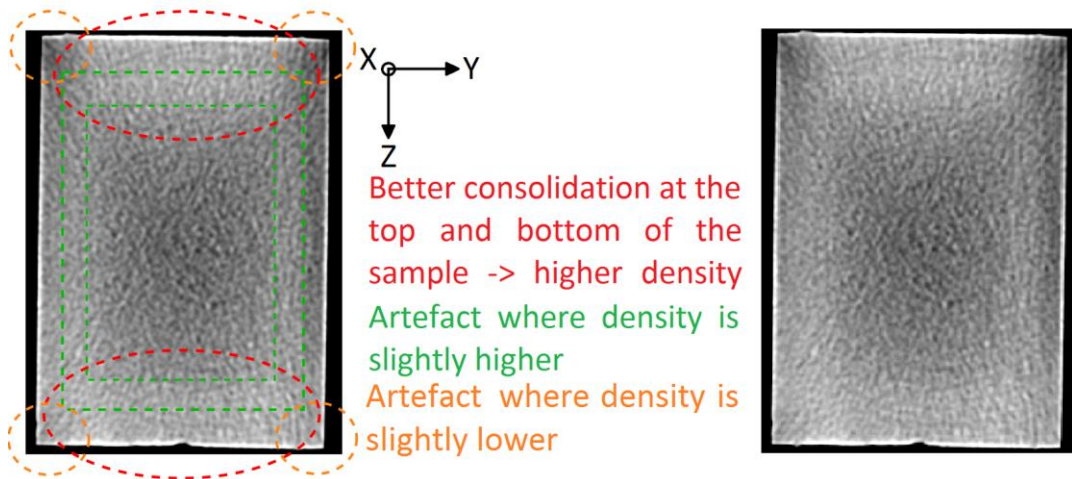 X
Y
Z
Better consolidation at the
top and bottom of the
sample -> higher density
Artefact where density is
slightly higher
Artefact where density is
slightly lower